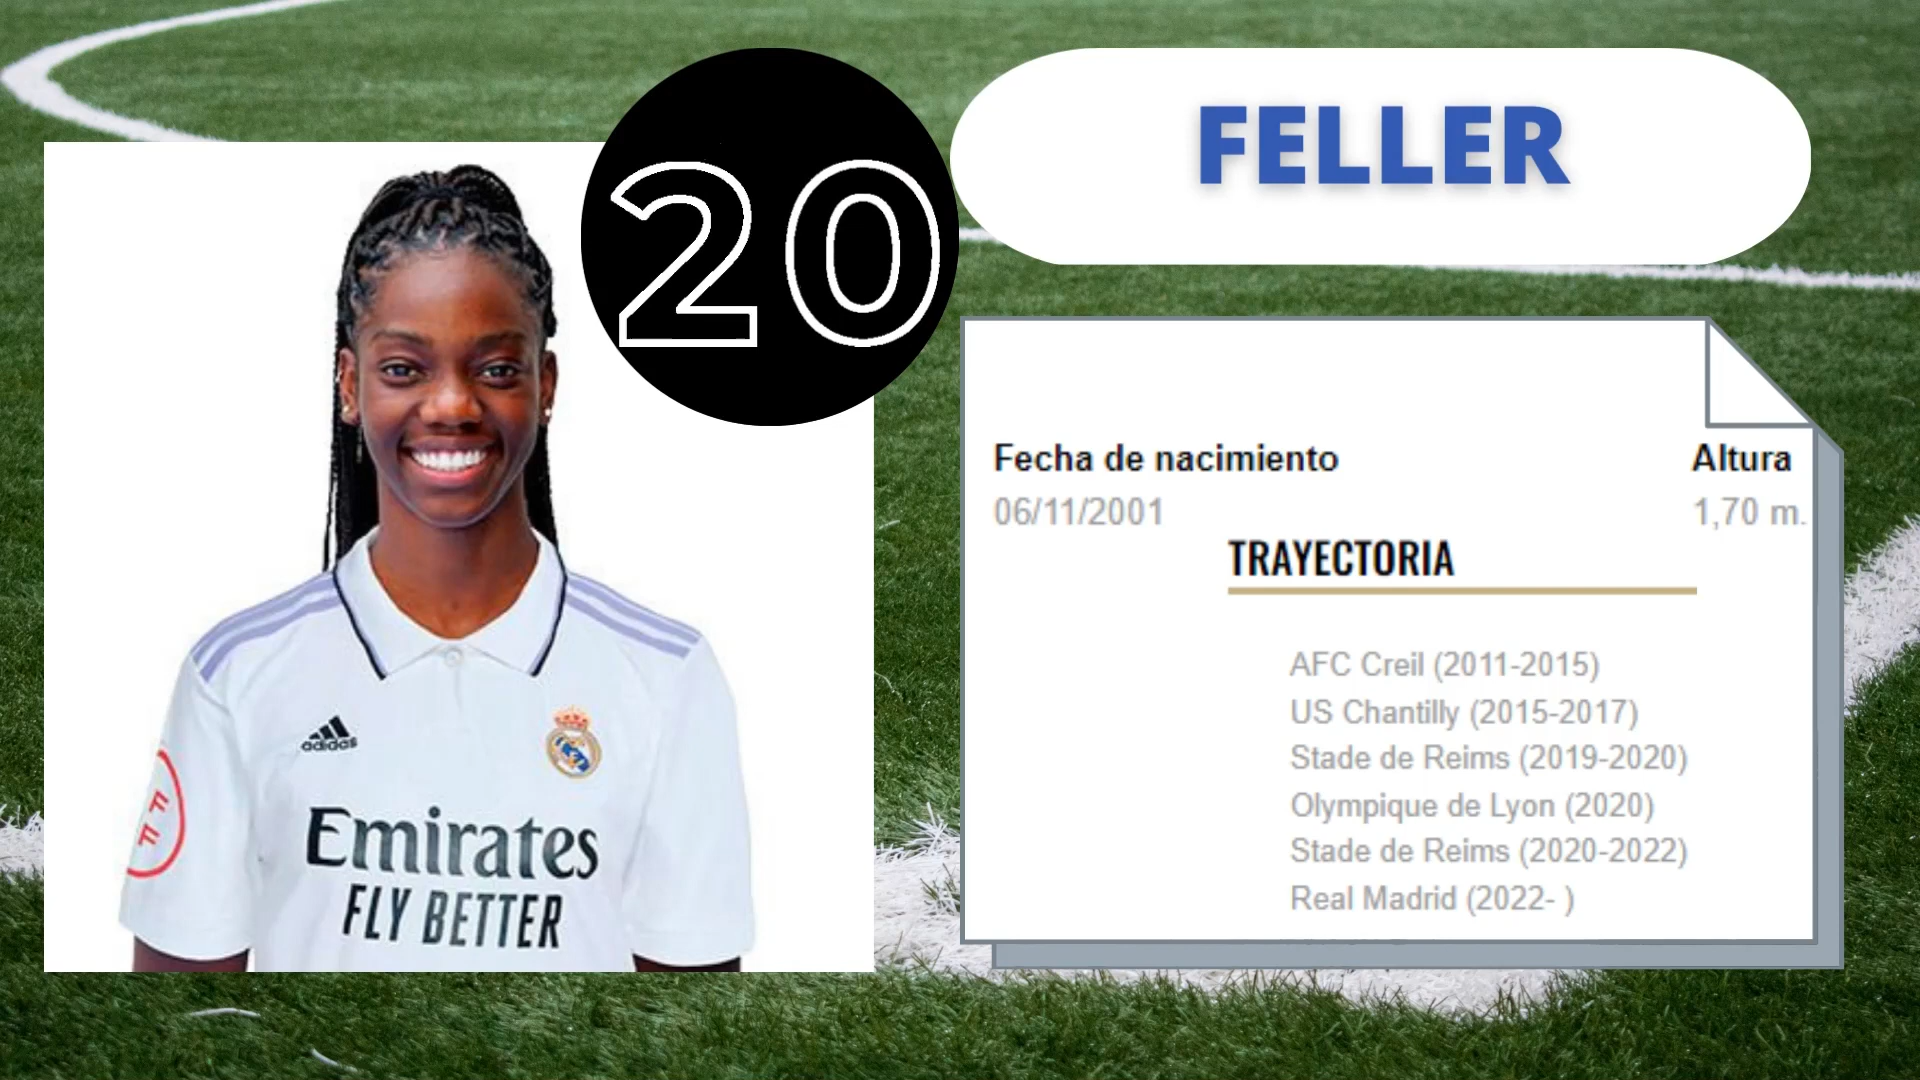 20
FELLER
Fecha de nacimiento
Altura
06/11/2001
1,70 m.
TRAYECTORIA
AFC Creil (2011-2015)
US Chantilly (2015-2017)
Stade de Reims (2019-2020)
Olympique de Lyon (2020)
Stade de Reims (2020-2022)
Real Madrid (2022- )
adidas
FF
Emirates
FLY BETTER